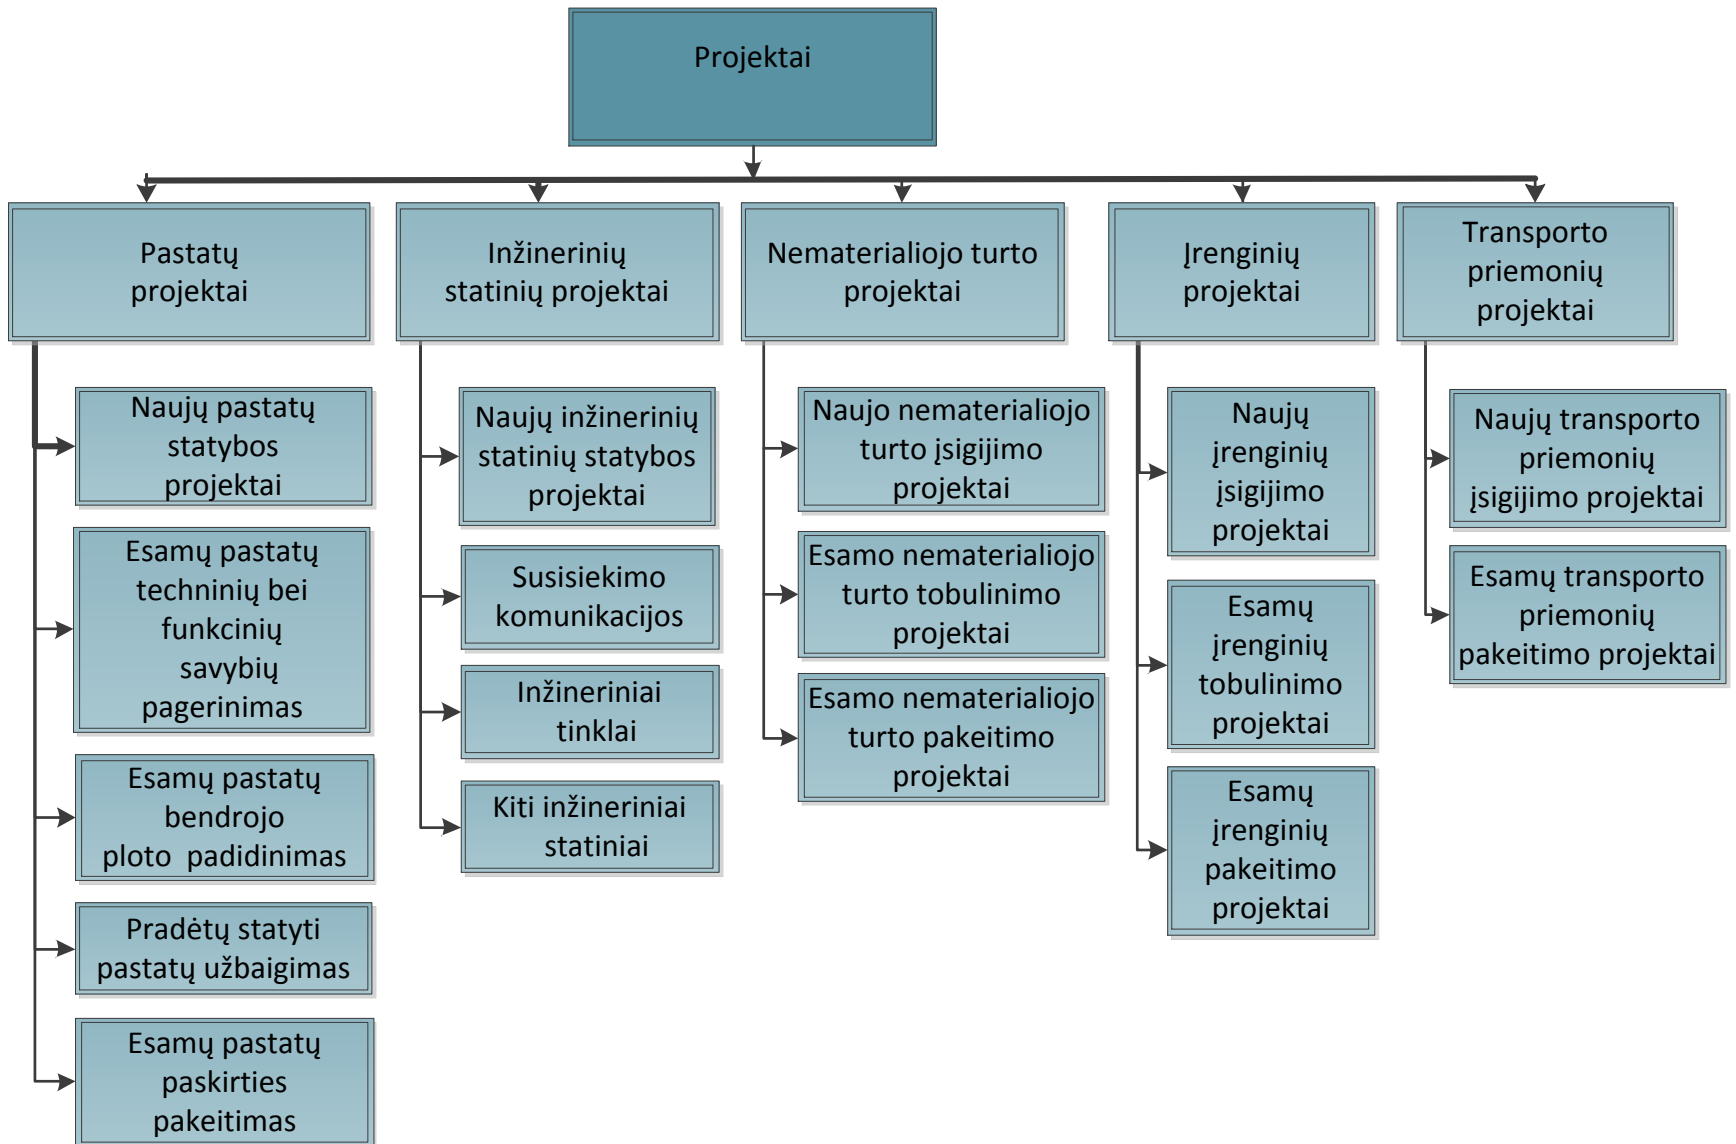 Projektai
Pastatų
projektai
Naujų pastatų
statybos
projektai
Esamų pastatų
techninių bei
funkcinių
savybių
pagerinimas
Esamų pastatų
bendrojo
ploto  padidinimas
Pradėtų statyti
pastatų užbaigimas
Esamų pastatų
paskirties
pakeitimas
Inžinerinių
statinių projektai
Naujų inžinerinių
statinių statybos
projektai
Susisiekimo
komunikacijos
Inžineriniai
tinklai
Kiti inžineriniai
statiniai
Nematerialiojo turto
projektai
Naujo nematerialiojo
turto įsigijimo
projektai
Esamo nematerialiojo
turto tobulinimo
projektai
Esamo nematerialiojo
turto pakeitimo
projektai
Įrenginių
projektai
Naujų
įrenginių
įsigijimo
projektai
Esamų
įrenginių
tobulinimo
projektai
Esamų
įrenginių
pakeitimo
projektai
Transporto
priemonių
projektai
Naujų transporto
priemonių
įsigijimo projektai
Esamų transporto
priemonių
pakeitimo projektai